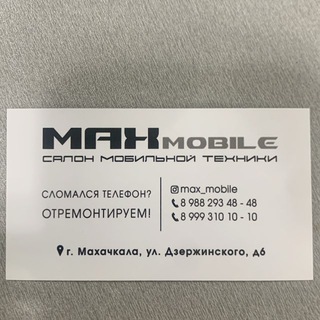 MAX MOBILE
САЛОН МОБИЛЬНОЙ ТЕХНИКИ
СЛОМАЛСЯ ТЕЛЕФОН?
ОТРЕМОНТИРУЕМ!
max_mobile
8 988 293 48 - 48
8 999 310 10 - 10
г. Махачкала, ул. Дзержинского, д6